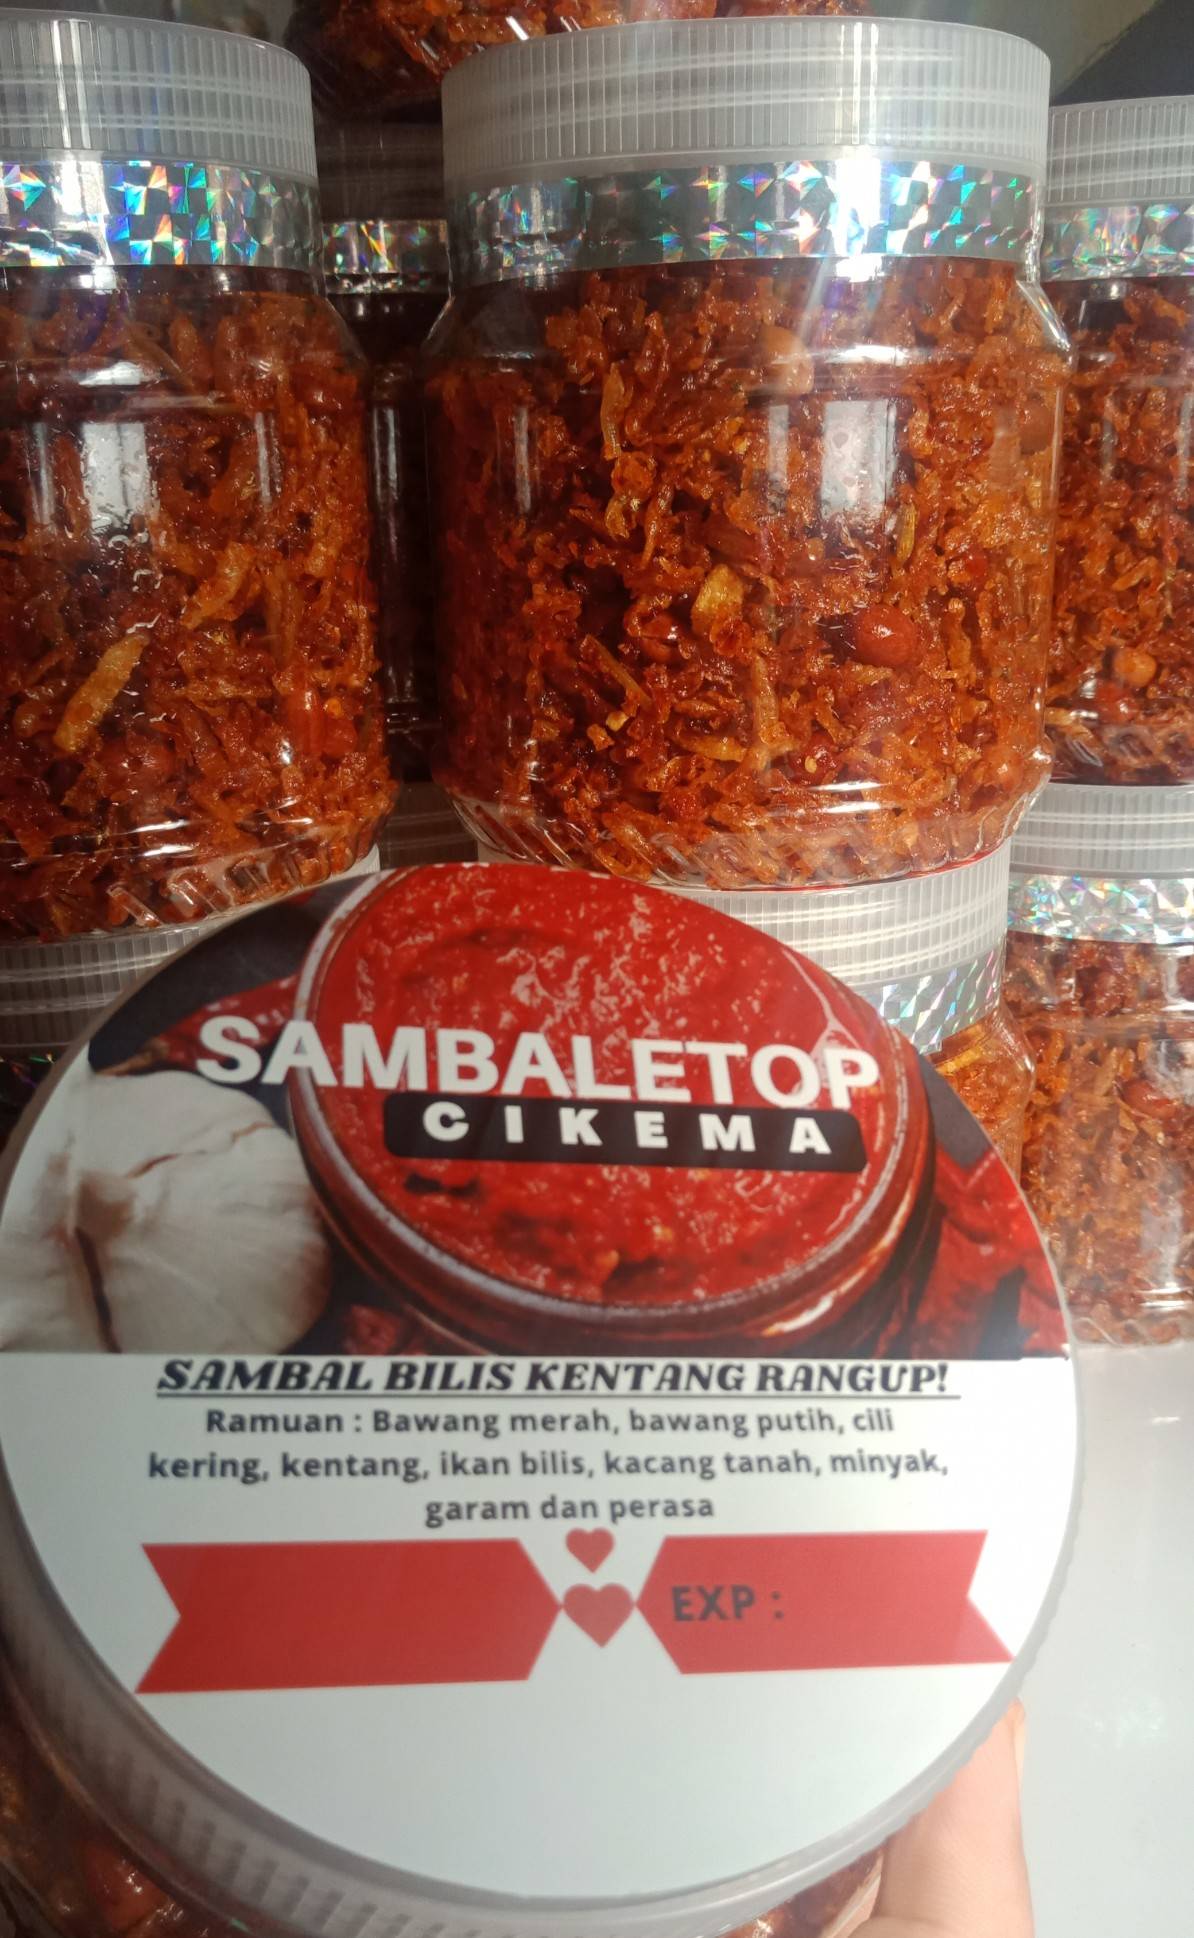 SAMBALETOP
CIKEMA
SAMBAL BILIS KENTANG RANGUP!
Ramuan : Bawang merah, bawang putih, cili
kering, kentang, ikan bilis, kacang tanah, minyak,
garam dan perasa
EXP :